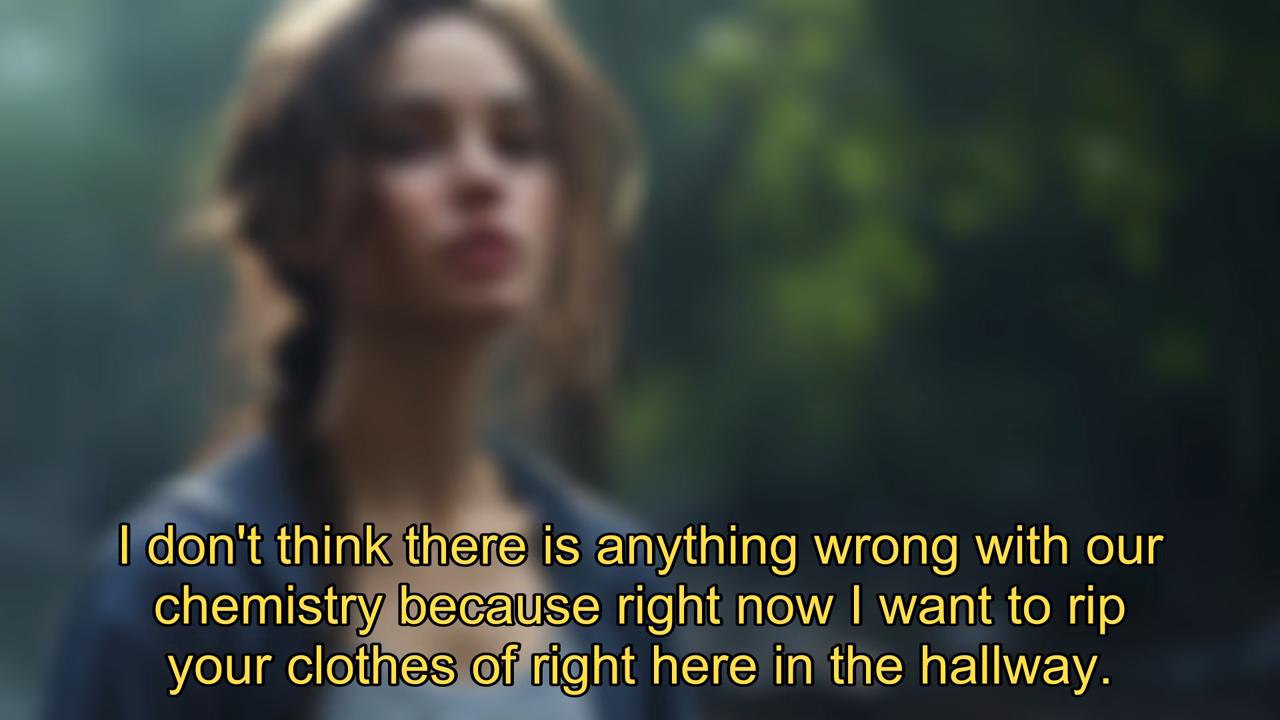 I don't think there is anything wrong with our
chemistry because right now I want to rip
your clothes of right here in the hallway.